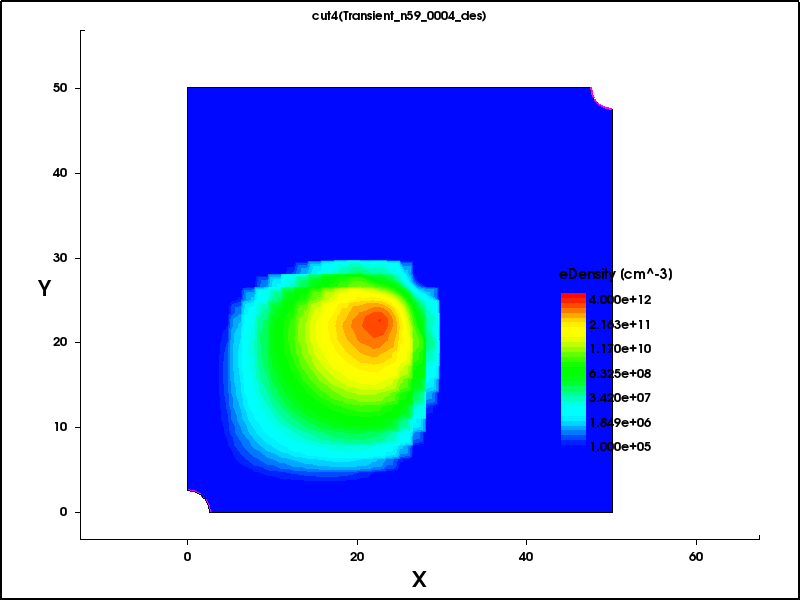 cut4(Transient_n59_0004_des)
50
40
30
20
10
0
Y
eDensity (cm^-3)
4.000e+12
2.163e+11
1.170e+10
6.325e+08
3.420e+07
1.849e+06
1.000e+05
0 20 40 60
X